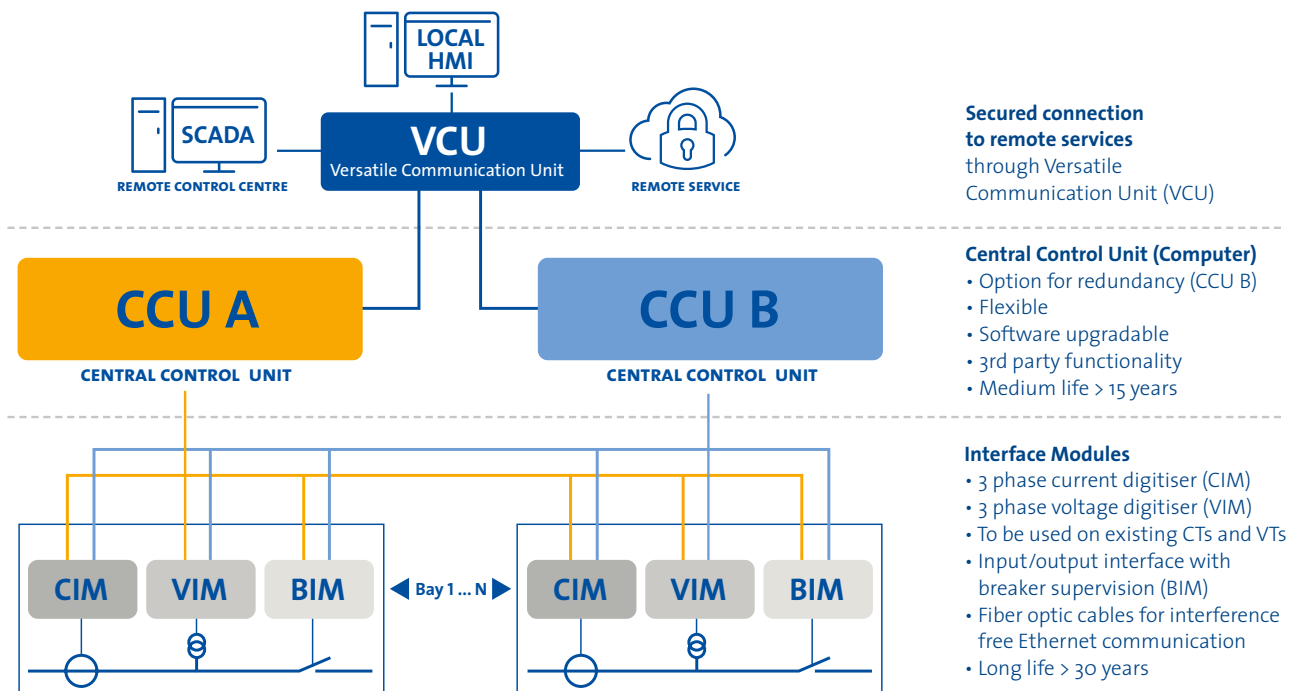 LOCAL
HMI
SCADA
REMOTE CONTROL CENTRE
VCU
Versatile Communication Unit
REMOTE SERVICE
Secured connection
to remote services
through Versatile
Communication Unit (VCU)
CCU A
CENTRAL CONTROL UNIT
CCU B
CENTRAL CONTROL UNIT
Central Control Unit (Computer)
• Option for redundancy (CCU B)
• Flexible
• Software upgradable
• 3rd party functionality
• Medium life > 15 years
CIM
VIM
BIM
Bay 1 ... N
CIM
VIM
BIM
Interface Modules
• 3 phase current digitiser (CIM)
• 3 phase voltage digitiser (VIM)
• To be used on existing CTs and VTs
• Input/output interface with
breaker supervision (BIM)
• Fiber optic cables for interference
free Ethernet communication
• Long life > 30 years